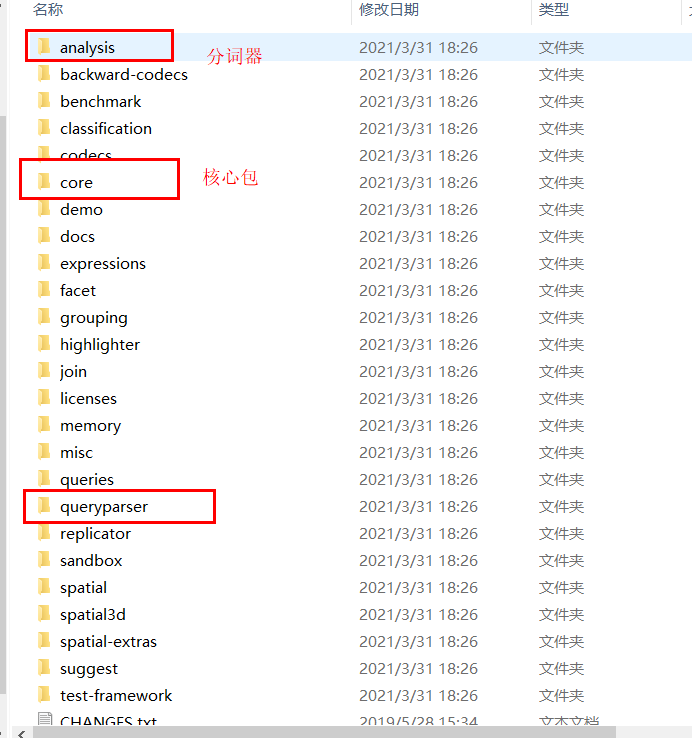 名称 修改日期 类型
analysis 2021/3/31 18:26 文件夹
分词器
backward-codecs 2021/3/31 18:26 文件夹
benchmark 2021/3/31 18:26 文件夹
classification 2021/3/31 18:26 文件夹
codecs 2021/3/31 18:26 文件夹
core 2021/3/31 18:26 文件夹
核心包
demo 2021/3/31 18:26 文件夹
docs 2021/3/31 18:26 文件夹
expressions 2021/3/31 18:26 文件夹
facet 2021/3/31 18:26 文件夹
grouping 2021/3/31 18:26 文件夹
highlighter 2021/3/31 18:26 文件夹
join 2021/3/31 18:26 文件夹
licenses 2021/3/31 18:26 文件夹
memory 2021/3/31 18:26 文件夹
misc 2021/3/31 18:26 文件夹
queries 2021/3/31 18:26 文件夹
queryparser 2021/3/31 18:26 文件夹
replicator 2021/3/31 18:26 文件夹
sandbox 2021/3/31 18:26 文件夹
spatial 2021/3/31 18:26 文件夹
spatial3d 2021/3/31 18:26 文件夹
spatial-extras 2021/3/31 18:26 文件夹
suggest 2021/3/31 18:26 文件夹
test-framework 2021/3/31 18:26 文件夹
CHANGES.txt 2019/5/28 15:34 文本文档